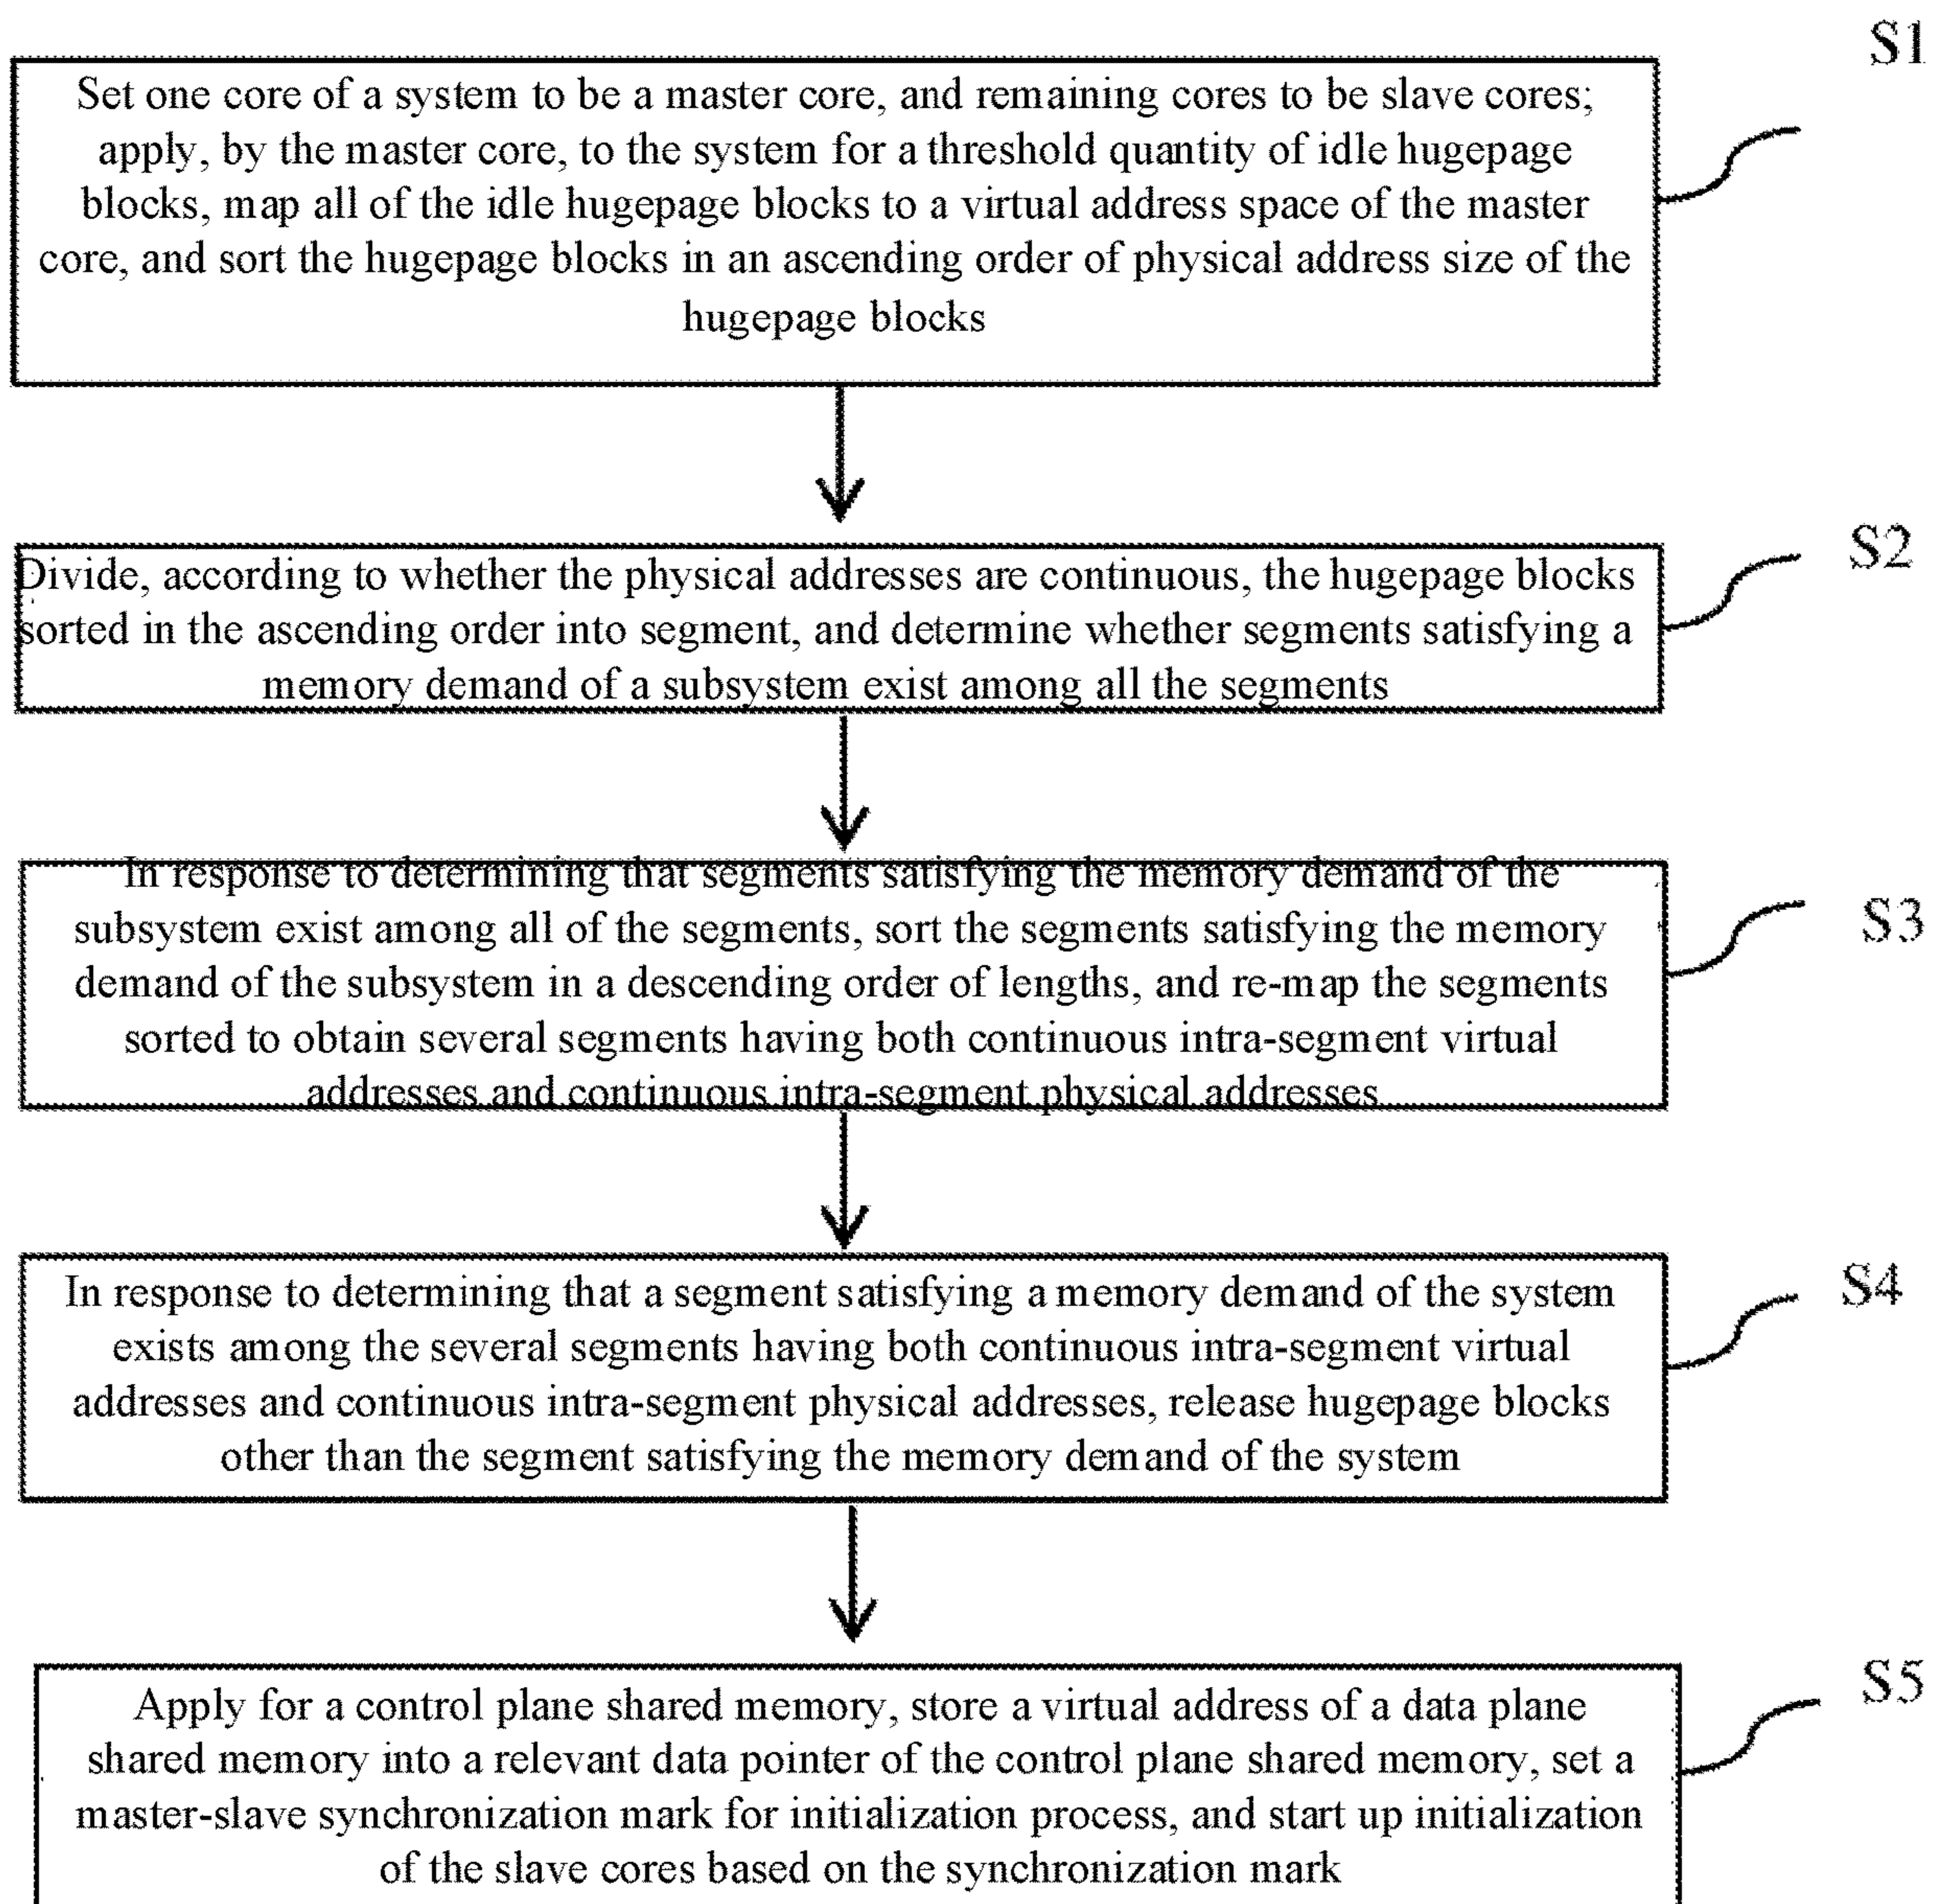 S1
Set one core of a system to be a master core, and remaining cores to be slave cores;
apply, by the master core, to the system for a threshold quantity of idle hugepage
blocks, map all of the idle hugepage blocks to a virtual address space of the master
core, and sort the hugepage blocks in an ascending order of physical address size of the
hugepage blocks
S2
Divide, according to whether the physical addresses are continuous, the hugepage blocks
sorted in the ascending order into segment, and determine whether segments satisfying a
memory demand of a subsystem exist among all the segments
S3
In response to determining that segments satisfying the memory demand of the
subsystem exist among all of the segments, sort the segments satisfying the memory
demand of the subsystem in a descending order of lengths, and re-map the segments
sorted to obtain several segments having both continuous intra-segment virtual
addresses and continuous intra-segment physical addresses
S4
In response to determining that a segment satisfying a memory demand of the system
exists among the several segments having both continuous intra-segment virtual
addresses and continuous intra-segment physical addresses, release hugepage blocks
other than the segment satisfying the memory demand of the system
S5
Apply for a control plane shared memory, store a virtual address of a data plane
shared memory into a relevant data pointer of the control plane shared memory, set a
master-slave synchronization mark for initialization process, and start up initialization
of the slave cores based on the synchronization mark